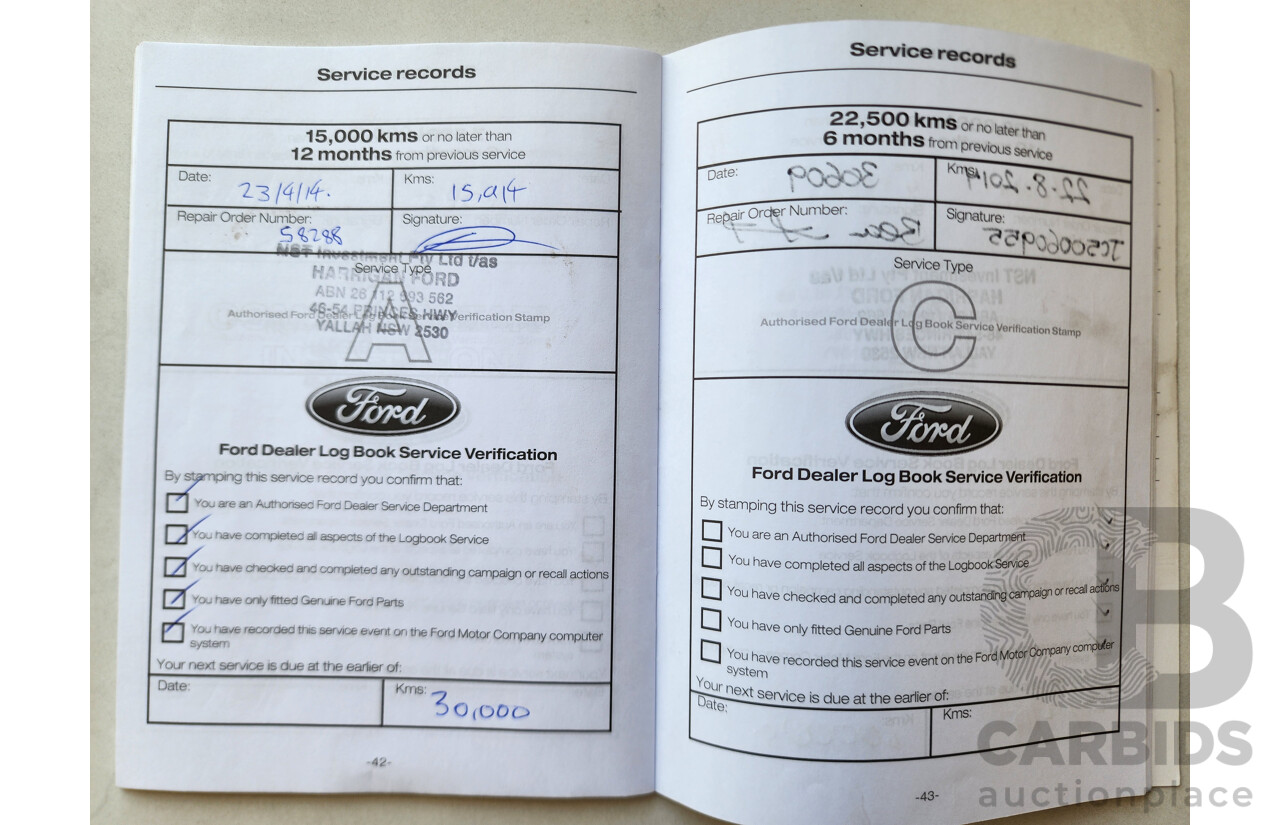 Service records
15,000 kms or no later than
12 months from previous service
Date: 23/4/14.
Kms: 15,014
Repair Order Number: 58288
Signature:
NST Investment Pty Ltd t/as
Service Type
HARRIGAN FORD
A
ABN 26 112 593 562
46-54 PRINCES HWY
Authorised Ford Dealer Log Book Service Verification Stamp
YALLAH NSW 2530
Ford
Ford Dealer Log Book Service Verification
By stamping this service record you confirm that:
You are an Authorised Ford Dealer Service Department
You have completed all aspects of the Logbook Service
You have checked and completed any outstanding campaign or recall actions
You have only fitted Genuine Ford Parts
You have recorded this service event on the Ford Motor Company computer
system
Your next service is due at the earlier of:
Date:
Kms: 30,000
-42-
Service records
22,500 kms or no later than
6 months from previous service
Date:
Kms:
Repair Order Number:
Signature:
Service Type
C
Authorised Ford Dealer Log Book Service Verification Stamp
Ford
Ford Dealer Log Book Service Verification
By stamping this service record you confirm that:
You are an Authorised Ford Dealer Service Department
You have completed all aspects of the Logbook Service
You have checked and completed any outstanding campaign or recall actions
You have only fitted Genuine Ford Parts
You have recorded this service event on the Ford Motor Company computer
system
Your next service is due at the earlier of:
Date:
Kms:
-43-
CB
CARBIDS
auctionplace